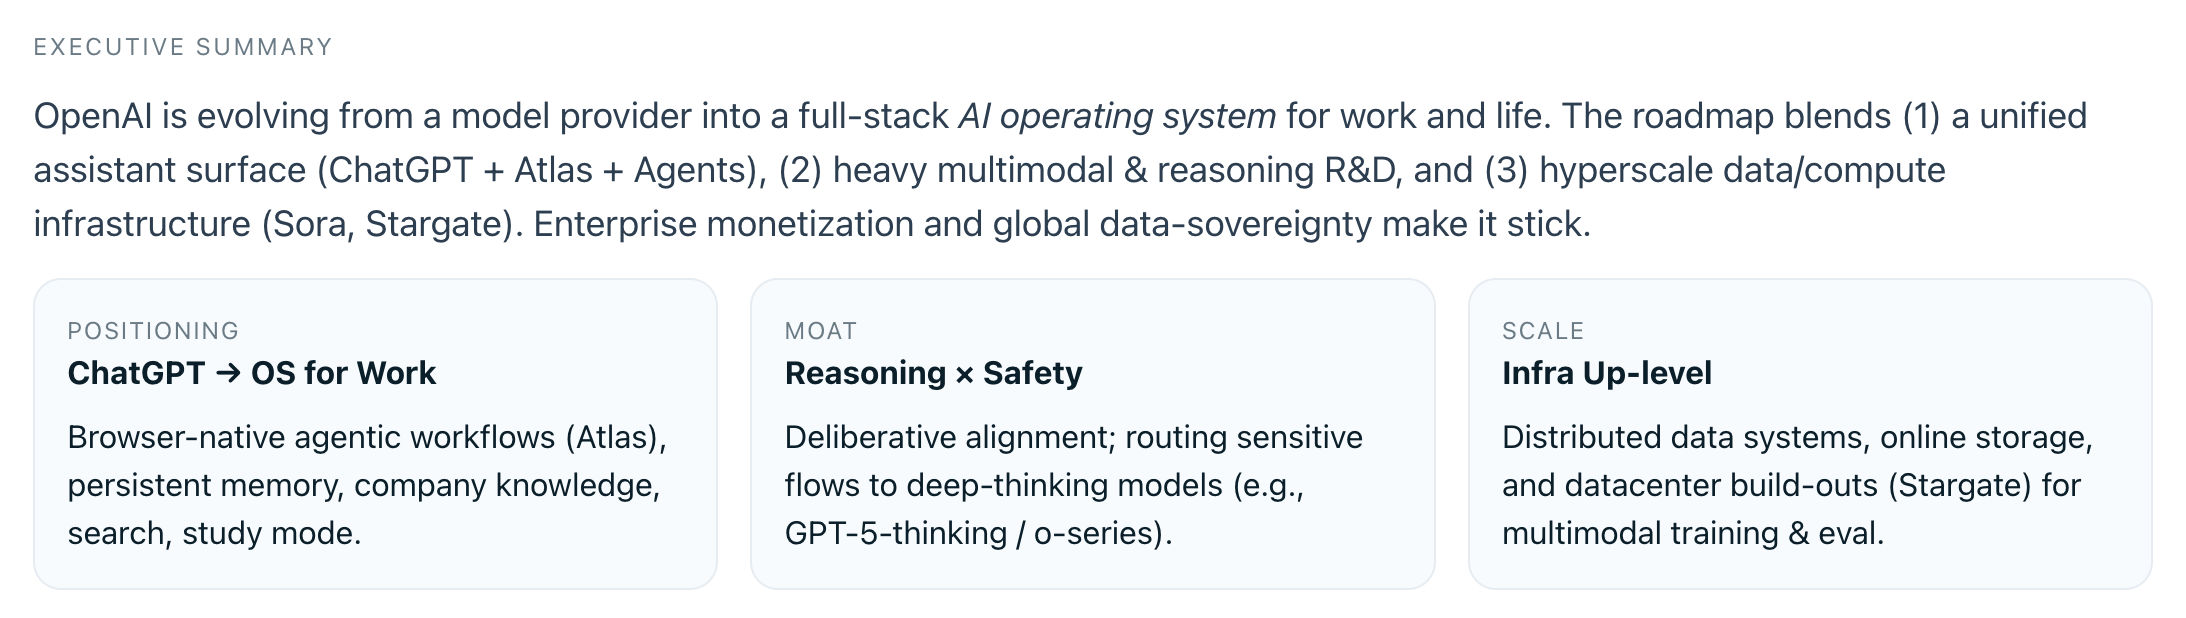 EXECUTIVE SUMMARY
OpenAI is evolving from a model provider into a full-stack AI operating system for work and life. The roadmap blends (1) a unified
assistant surface (ChatGPT + Atlas + Agents), (2) heavy multimodal & reasoning R&D, and (3) hyperscale data/compute
infrastructure (Sora, Stargate). Enterprise monetization and global data-sovereignty make it stick.
POSITIONING
ChatGPT → OS for Work
Browser-native agentic workflows (Atlas),
persistent memory, company knowledge,
search, study mode.
MOAT
Reasoning × Safety
Deliberative alignment; routing sensitive
flows to deep-thinking models (e.g.,
GPT-5-thinking / o-series).
SCALE
Infra Up-level
Distributed data systems, online storage,
and datacenter build-outs (Stargate) for
multimodal training & eval.